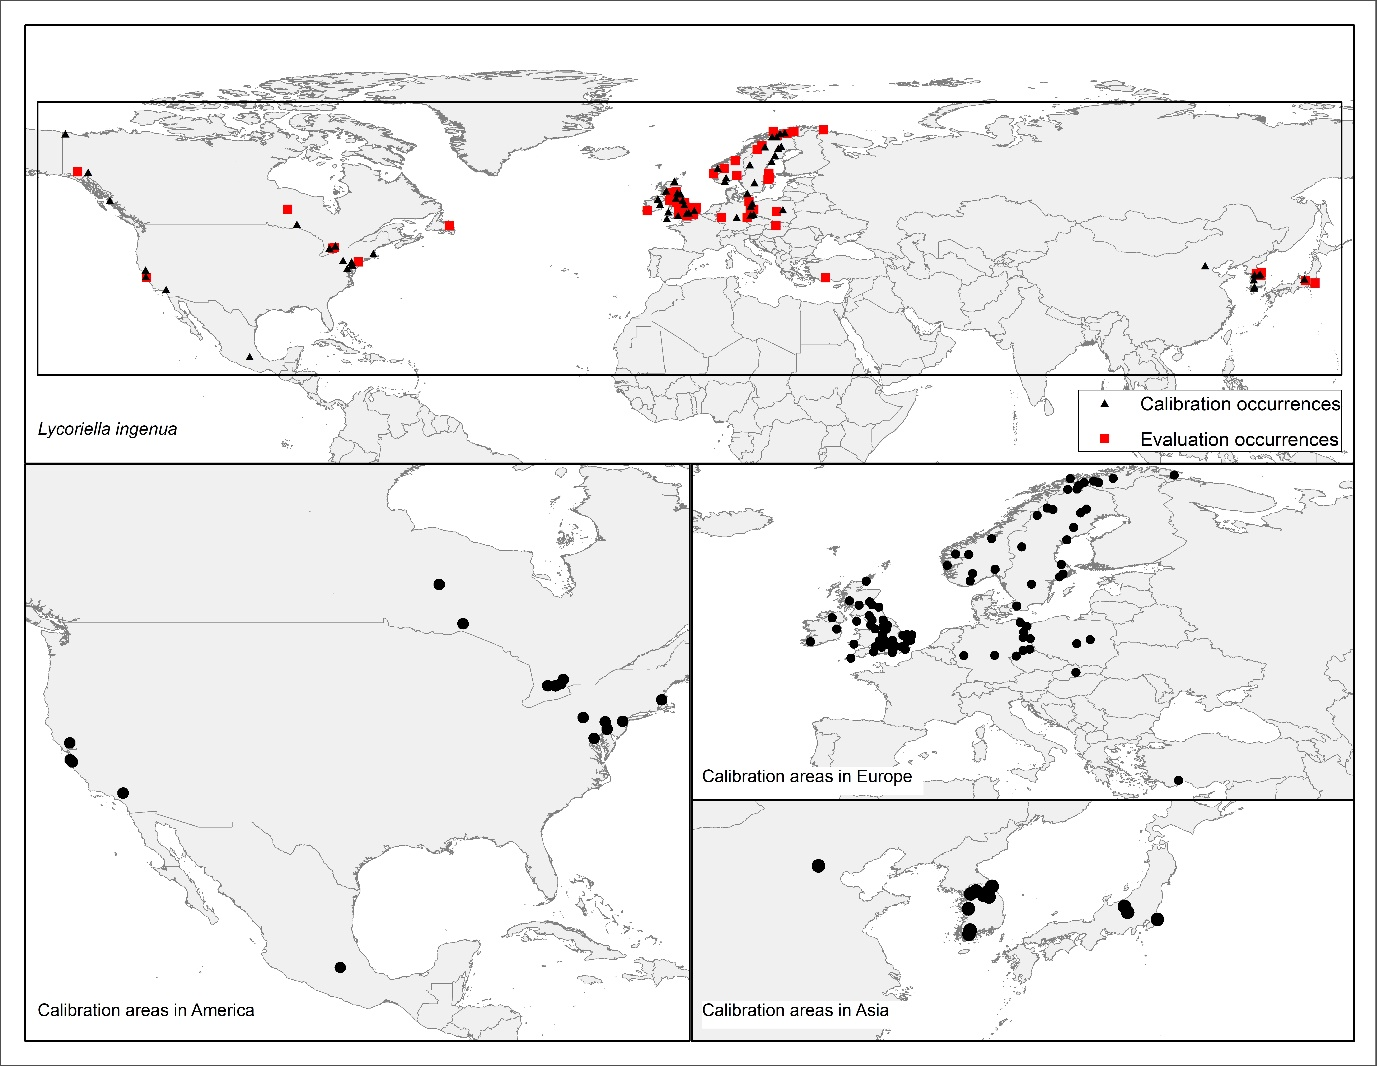 Calibration occurrences
Lycoriella ingenua
Evaluation occurrences
Calibration areas in Europe
Calibration areas in America
Calibration areas in Asia